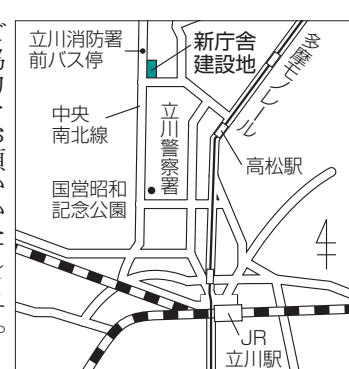 立川消防署
前バス停
新庁舎
建設地
多摩モノレール
中央
南北線
立川警察署
高松駅
国営昭和
記念公園
JR
立川駅